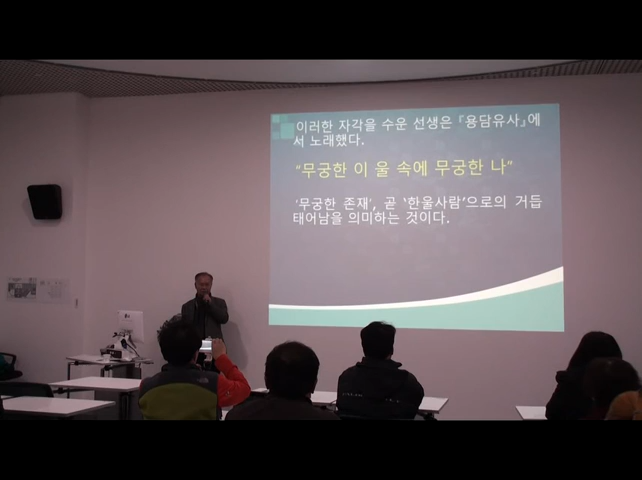 이러한 자각을 수운 선생은 『용담유사』에
서 노래했다.
“무궁한 이 울 속에 무궁한 나”
‘무궁한 존재’, 곧 ‘한울사람’으로의 거듭
태어남을 의미하는 것이다.